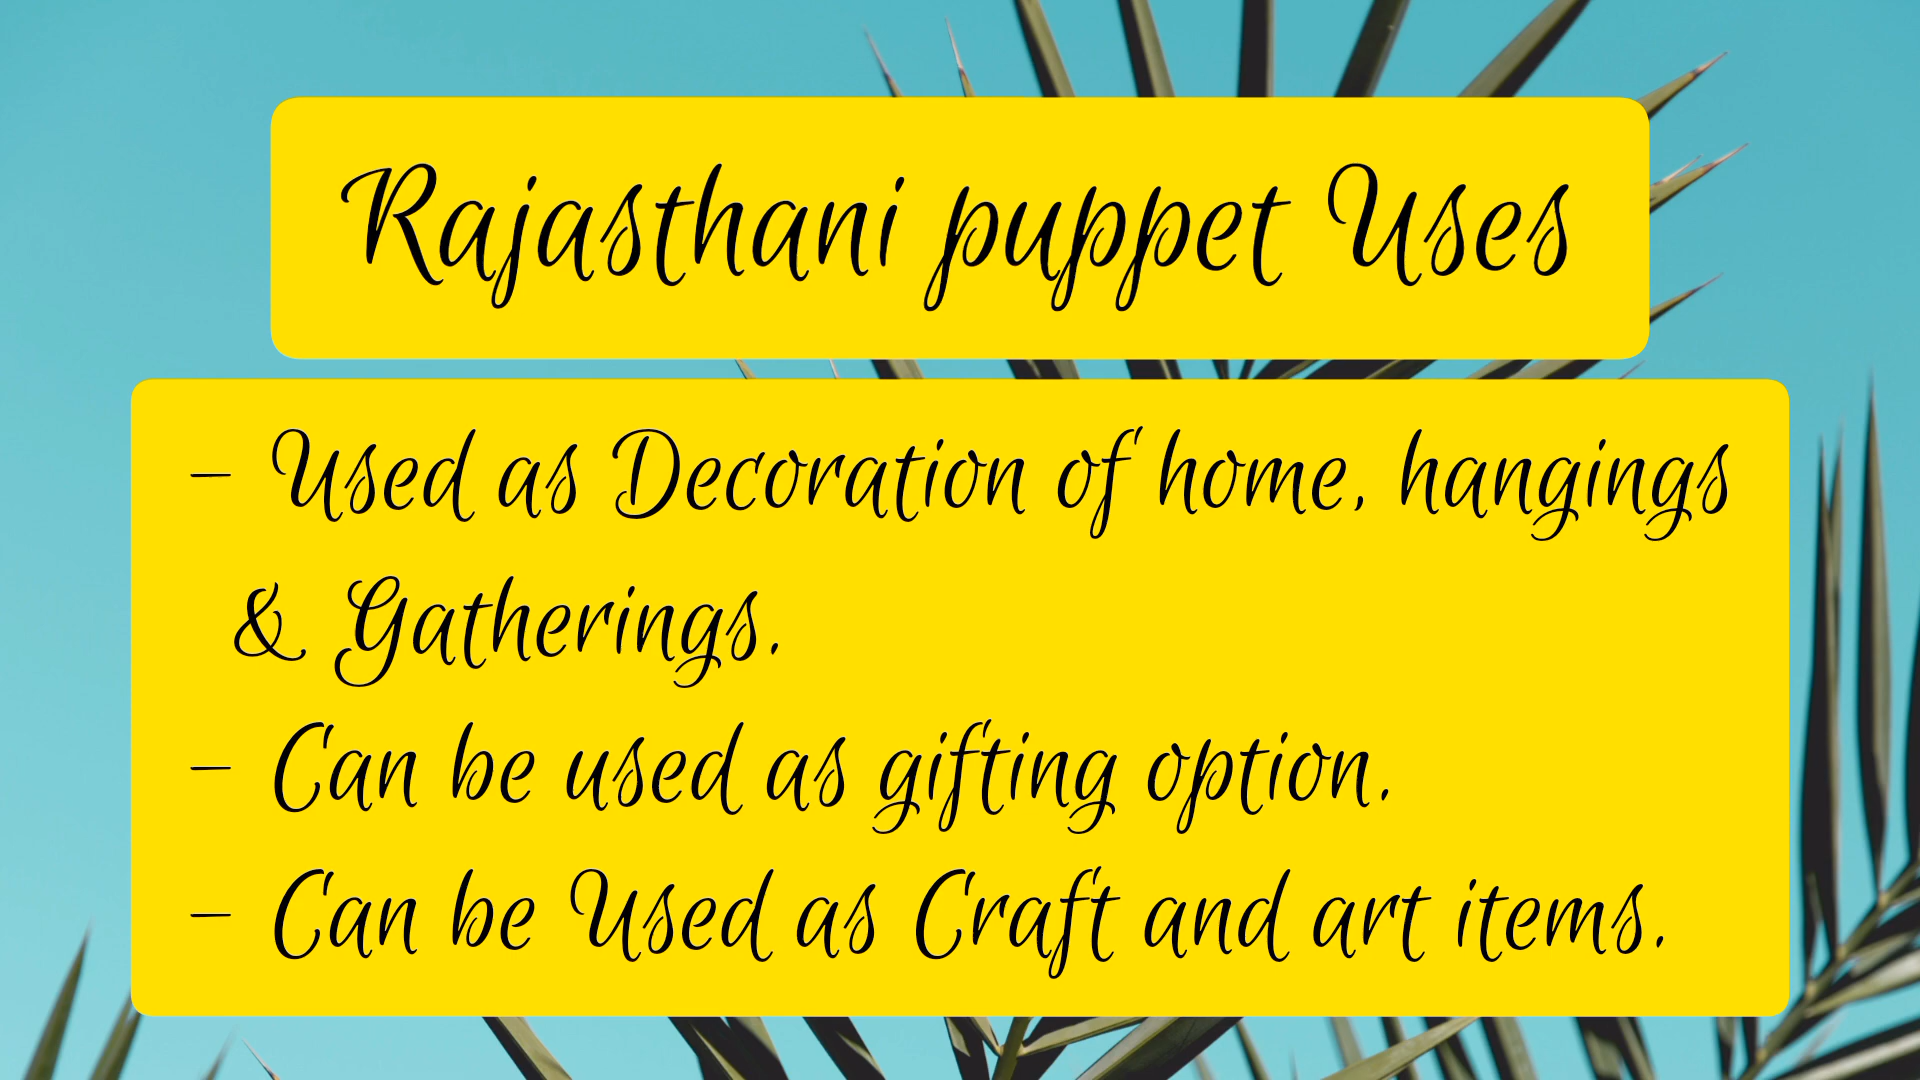 Rajasthani puppet Uses
- Used as Decoration of home, hangings
& Gatherings.
- Can be used as gifting option.
- Can be Used as Craft and art items.